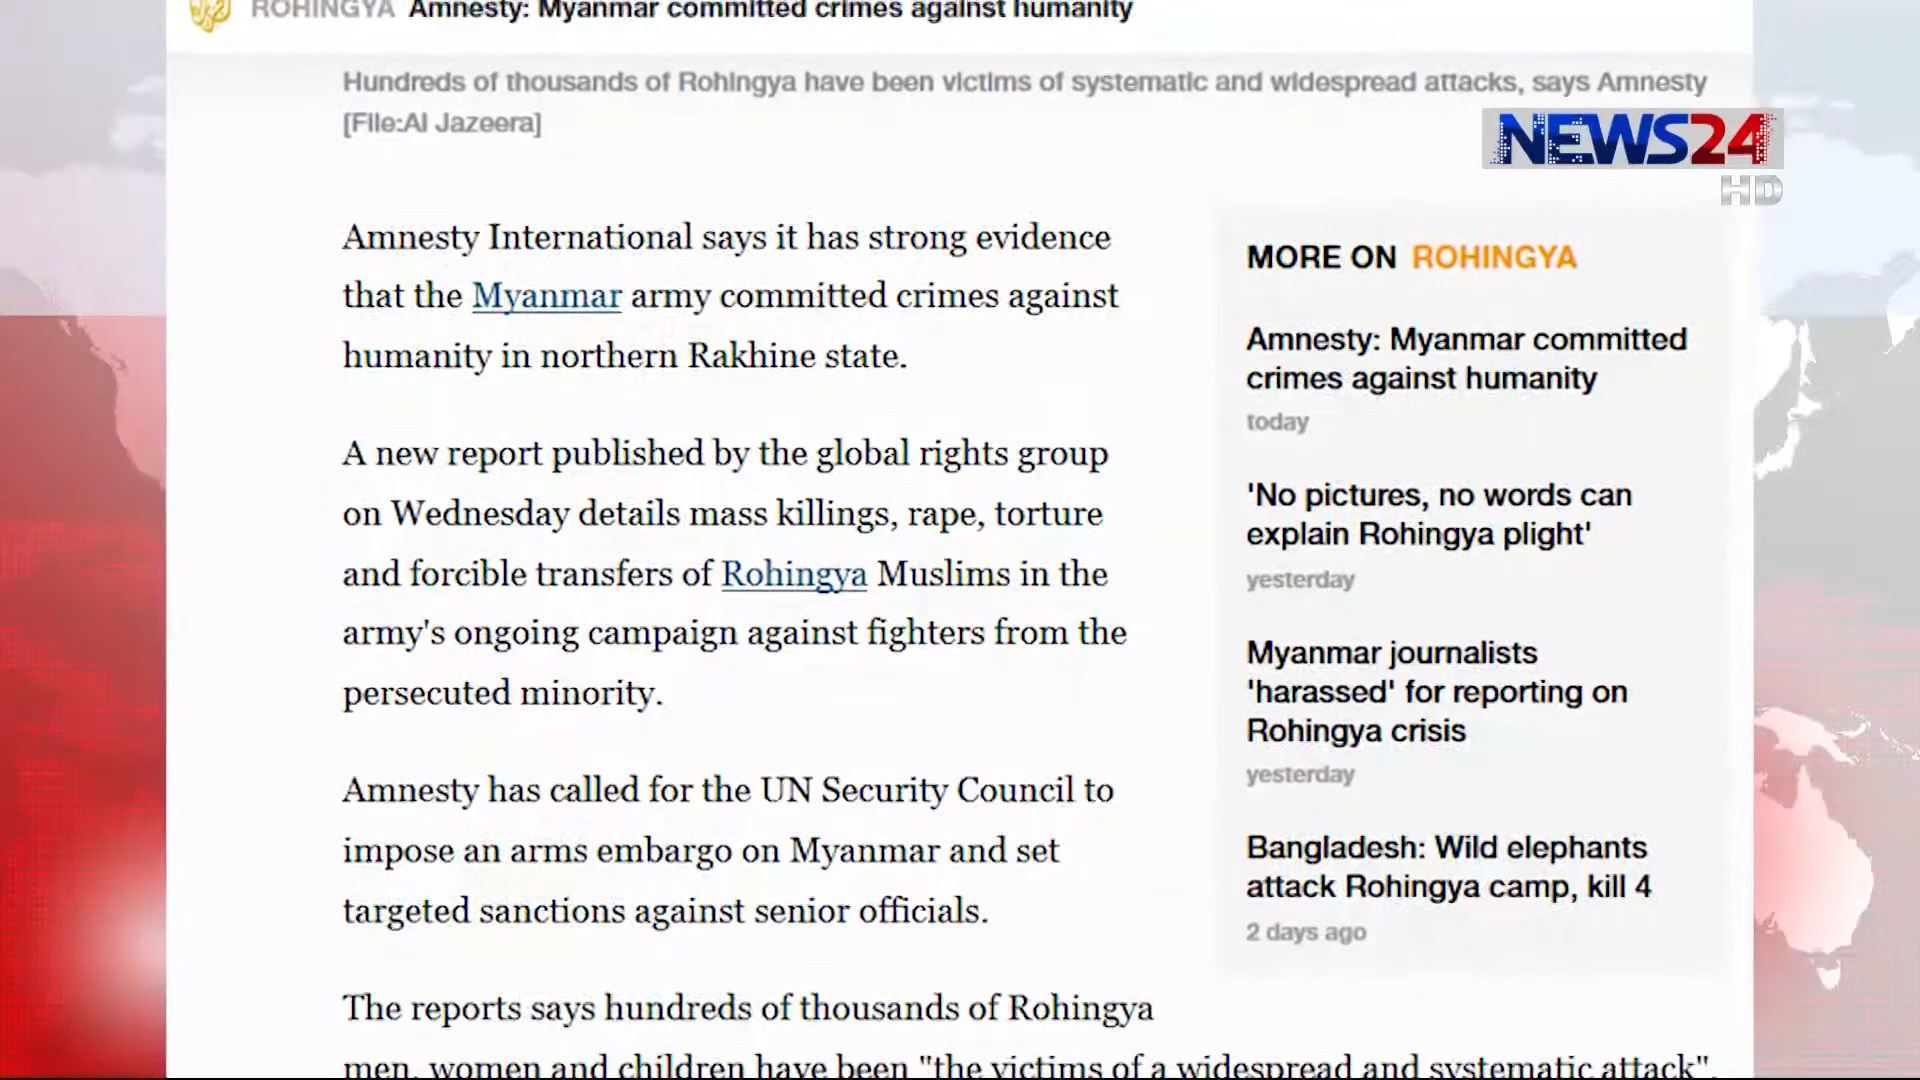 ROHINGYA Amnesty: Myanmar committed crimes against humanity
Hundreds of thousands of Rohingya have been victims of systematic and widespread attacks, says Amnesty
[File:Al Jazeera]
NEWS24
HD
Amnesty International says it has strong evidence
that the Myanmar army committed crimes against
humanity in northern Rakhine state.
A new report published by the global rights group
on Wednesday details mass killings, rape, torture
and forcible transfers of Rohingya Muslims in the
army's ongoing campaign against fighters from the
persecuted minority.
Amnesty has called for the UN Security Council to
impose an arms embargo on Myanmar and set
targeted sanctions against senior officials.
The reports says hundreds of thousands of Rohingya
men, women and children have been "the victims of a widespread and systematic attack",
MORE ON ROHINGYA
Amnesty: Myanmar committed
crimes against humanity
today
'No pictures, no words can
explain Rohingya plight'
yesterday
Myanmar journalists
'harassed' for reporting on
Rohingya crisis
yesterday
Bangladesh: Wild elephants
attack Rohingya camp, kill 4
2 days ago